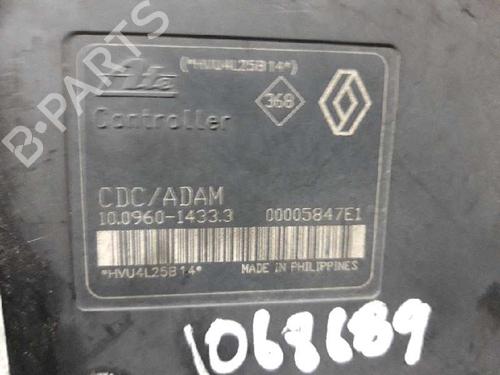 (*HVU4L25B14*)
Ate
368
Controller
CDC/ADAM
10.0960-1433.3 00005847E1
*HVU4L25B14*
MADE IN PHILIPPINES
1068689
B-PARTS